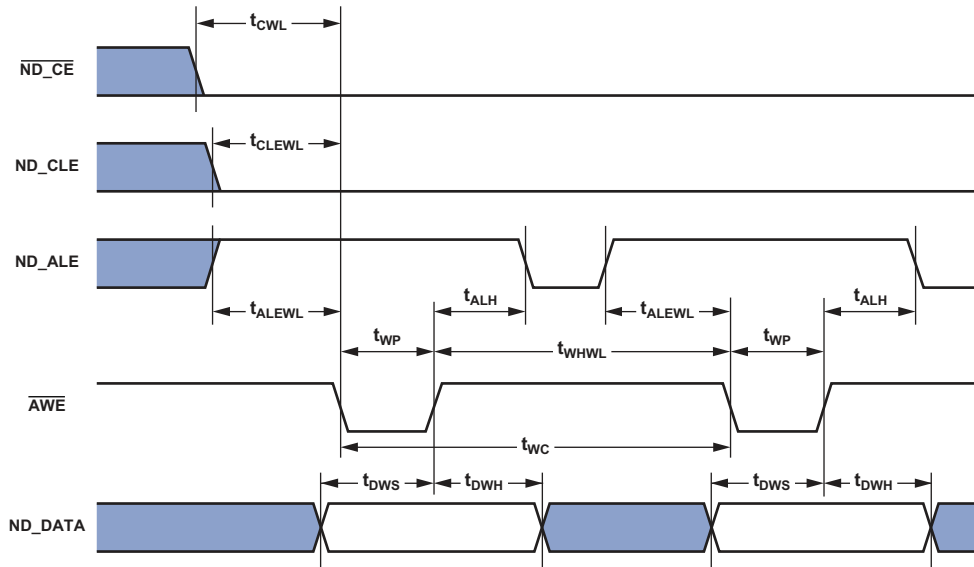 tCWL
ND_CE
tCLEWL
ND_CLE
ND_ALE
tALEWL
tALH
tALEWL
tALH
tWP
tWHWL
tWP
AWE
tWC
tDWS
tDWH
tDWS
tDWH
ND_DATA